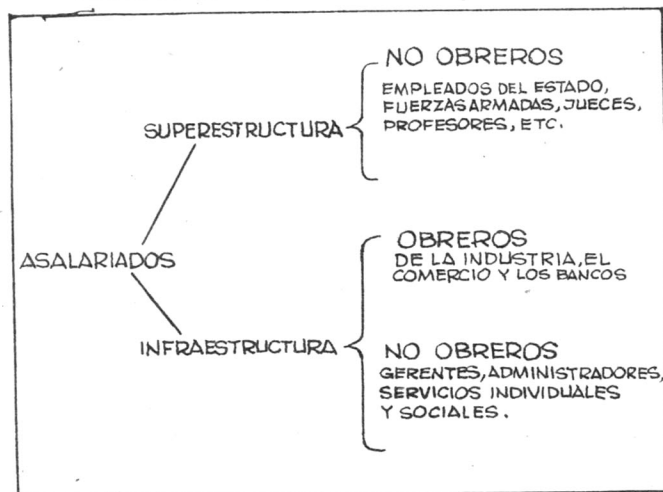 NO OBREROS
EMPLEADOS DEL ESTADO,
FUERZAS ARMADAS, JUECES,
PROFESORES, ETC.
SUPERESTRUCTURA
ASALARIADOS
OBREROS
DE LA INDUSTRIA, EL
COMERCIO Y LOS BANCOS
INFRAESTRUCTURA
NO OBREROS
GERENTES, ADMINISTRADORES,
SERVICIOS INDIVIDUALES
Y SOCIALES.